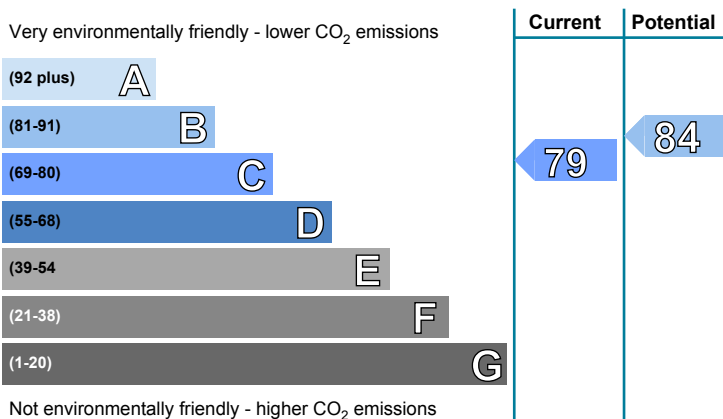 Very environmentally friendly - lower CO2 emissions
Current
Potential
(92 plus) A
(81-91) B
(69-80) C
(55-68) D
(39-54 E
(21-38) F
(1-20) G
79
84
Not environmentally friendly - higher CO2 emissions